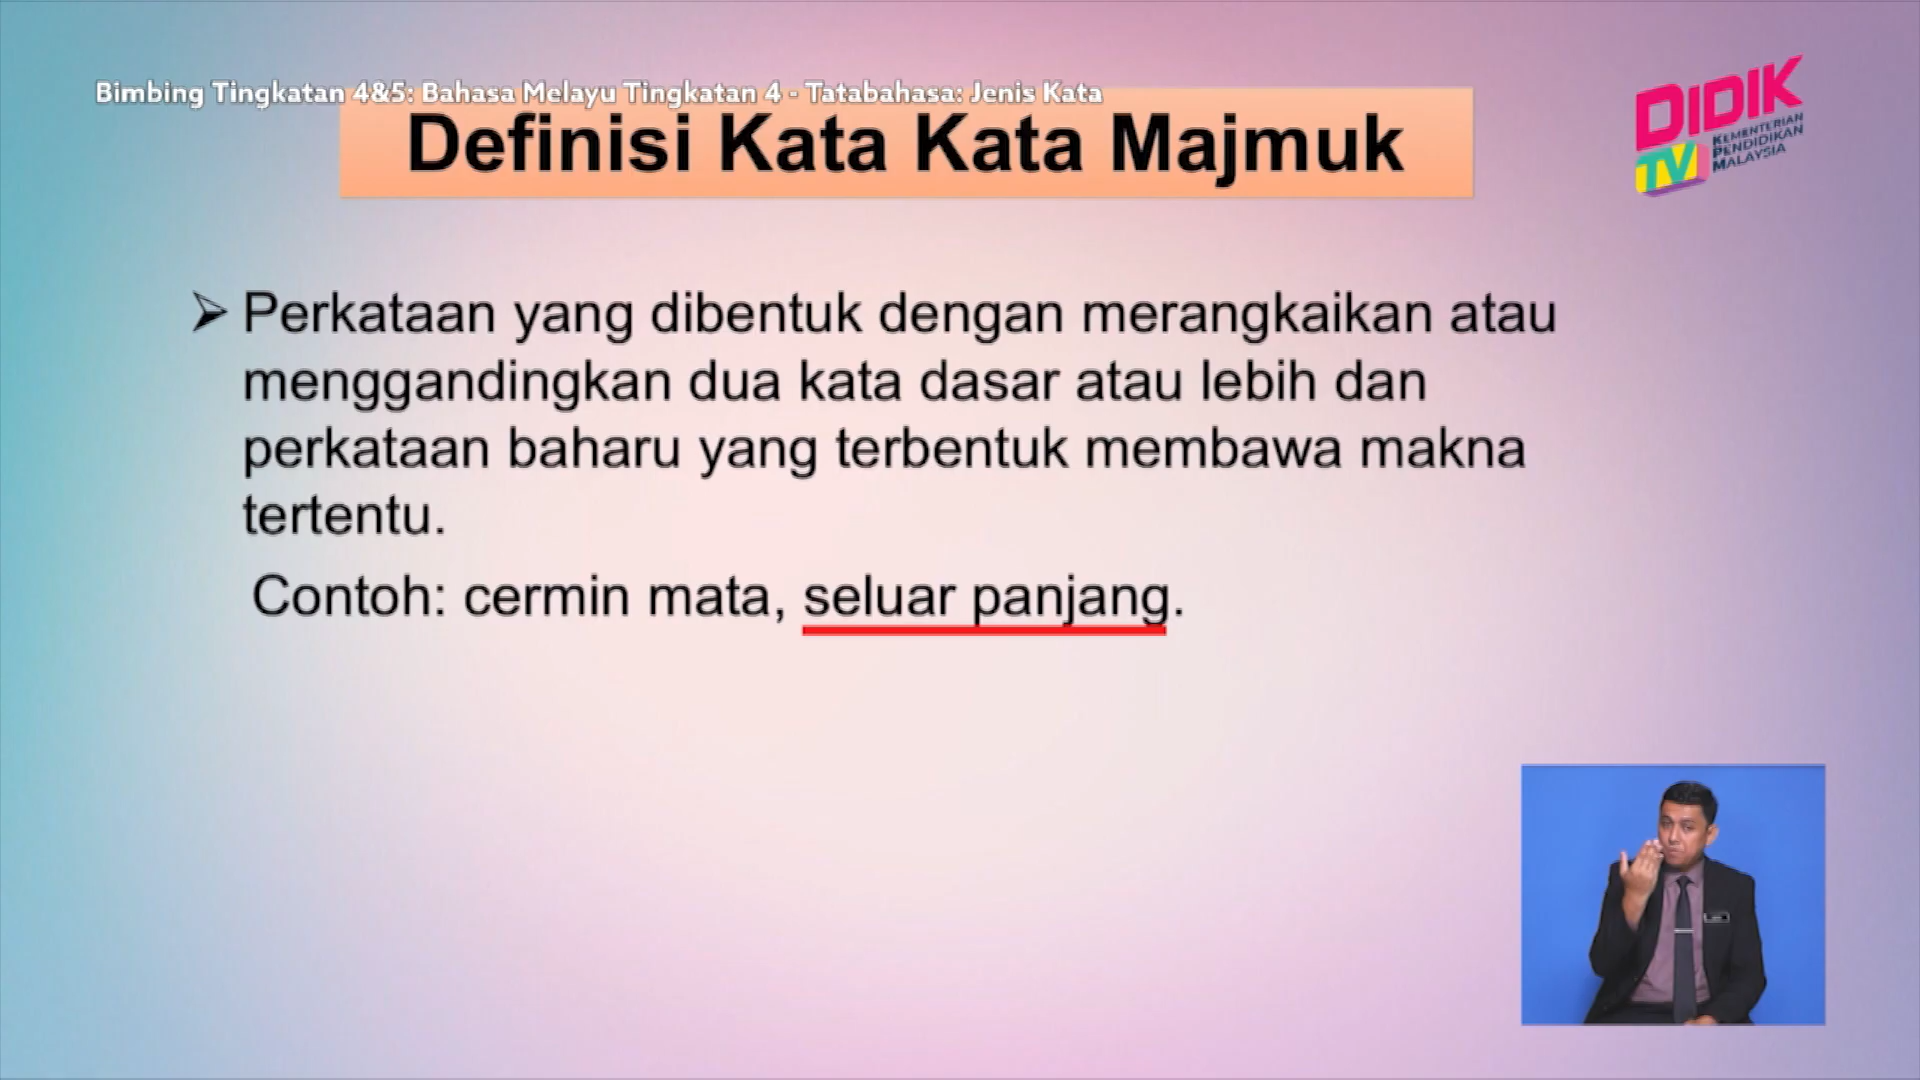 Bimbing Tingkatan 4&5: Bahasa Melayu Tingkatan 4 - Tatabahasa: Jenis Kata
Definisi Kata Kata Majmuk
DIDIK
TV
KEMENTERIAN
PENDIDIKAN
MALAYSIA
➢ Perkataan yang dibentuk dengan merangkaikan atau
menggandingkan dua kata dasar atau lebih dan
perkataan baharu yang terbentuk membawa makna
tertentu.
Contoh: cermin mata, seluar panjang.